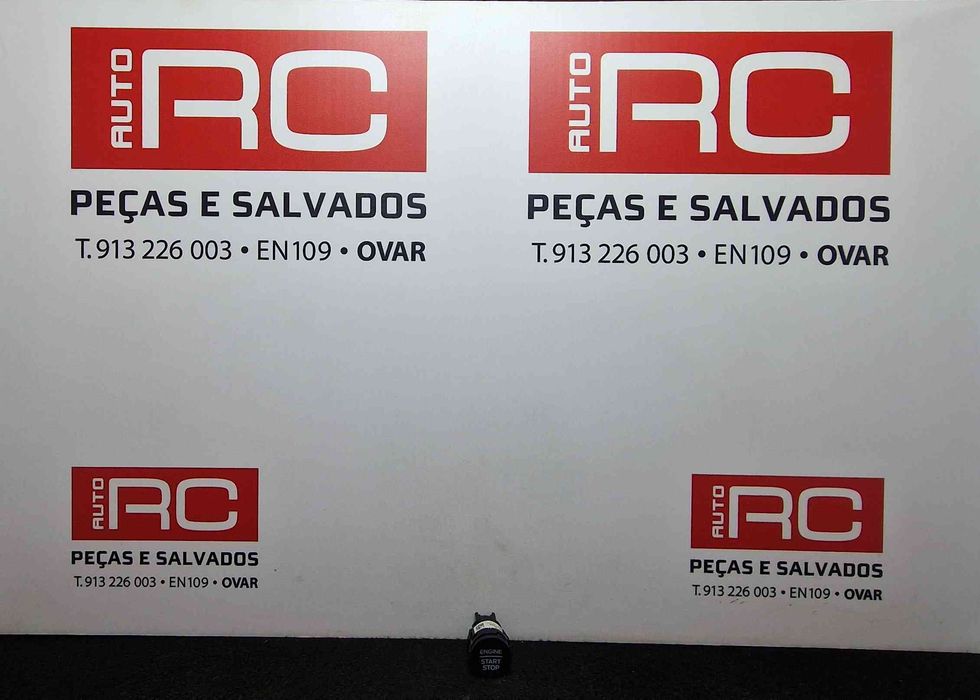 AUTO RC
PEÇAS E SALVADOS
T. 913 226 003 • EN109 • OVAR
AUTO RC
PEÇAS E SALVADOS
T. 913 226 003 • EN109 • OVAR
AUTO RC
PEÇAS E SALVADOS
T. 913 226 003 • EN109 • OVAR
AUTO RC
PEÇAS E SALVADOS
T. 913 226 003 • EN109 • OVAR
ENGINE
START
STOP